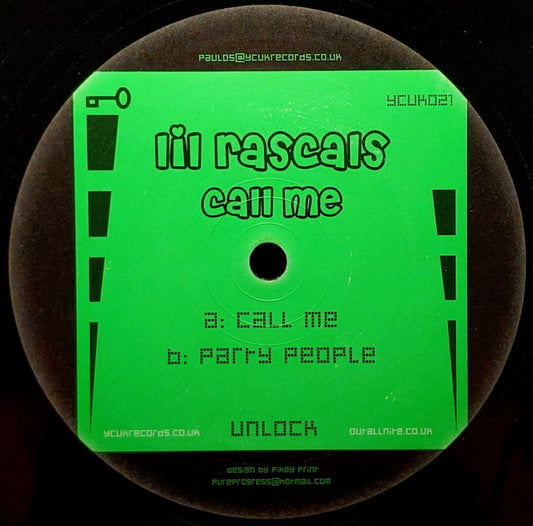 paulds@ycukrecords.co.uk
YCUK021
lil rascals
call me
a: call me
b: Party People
ycukrecords.co.uk
UNLOCK
outallnite.co.uk
design by Pikey Print
pureprogress@hotmail.com